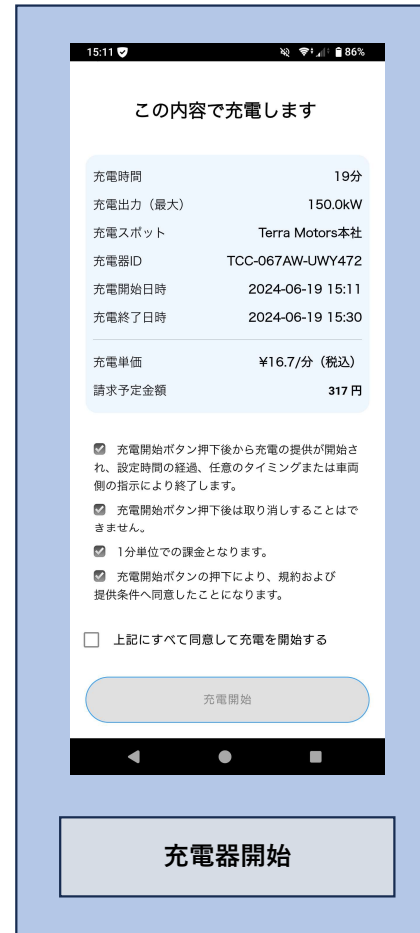 15:11 86%
この内容で充電します
充電時間 19分
充電出力（最大） 150.0kW
充電スポット Terra Motors本社
充電器ID TCC-067AW-UWY472
充電開始日時 2024-06-19 15:11
充電終了日時 2024-06-19 15:30
充電単価 ¥16.7/分（税込）
請求予定金額 317 円
充電開始ボタン押下後から充電の提供が開始さ
れ、設定時間の経過、任意のタイミングまたは車両
側の指示により終了します。
充電開始ボタン押下後は取り消しすることはで
きません。
1分単位での課金となります。
充電開始ボタンの押下により、規約および
提供条件へ同意したことになります。
上記にすべて同意して充電を開始する
充電開始
充電器開始